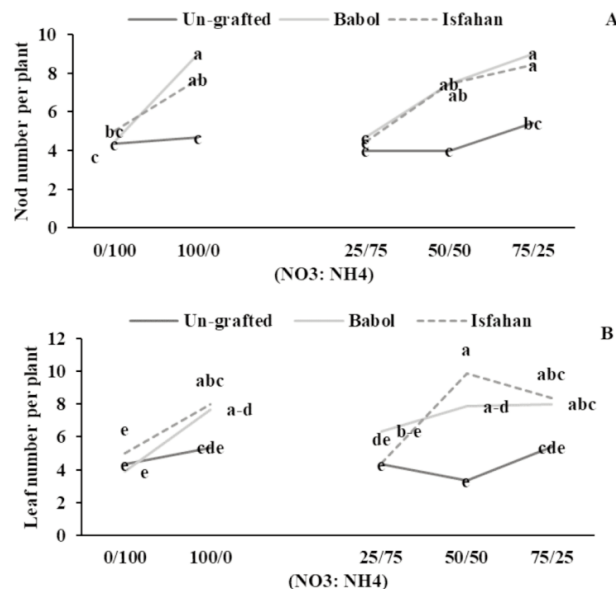 Un-grafted Babol Isfahan A
Nod number per plant
10
8
6
4
2
0
a
ab
bc
c
c
c
a
a
ab
ab
bc
c
c
c
c
0/100 100/0 25/75 50/50 75/25
(NO3: NH4)
Un-grafted Babol Isfahan B
Leaf number per plant
12
10
8
6
4
2
0
a
abc
abc
a-d
a-d
abc
e
b-e
de
cde
cde
e
e
e
e
0/100 100/0 25/75 50/50 75/25
(NO3: NH4)